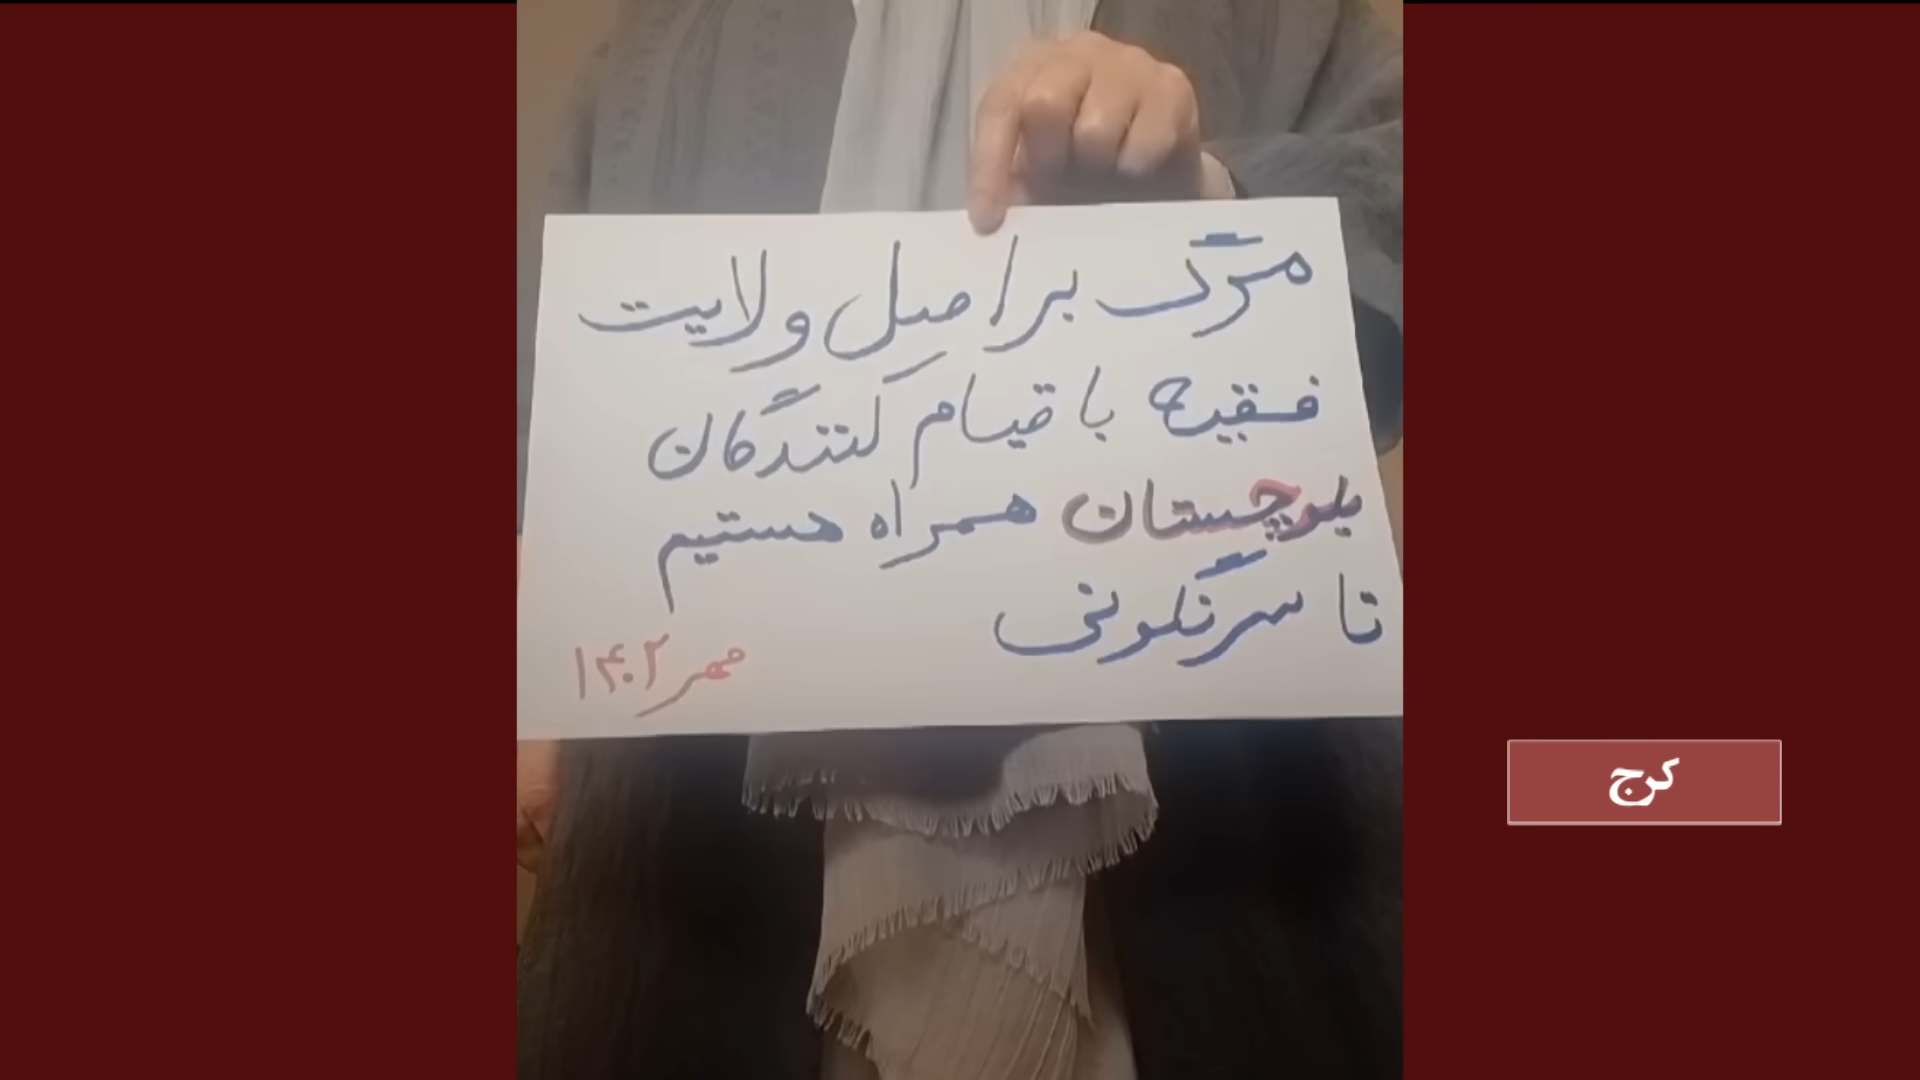 مرگ بر اصل ولایت
فقیه با قیام کنندگان
بلوچستان همراه هستیم
تا سرنگونی
مهر ۱۴۰۲
کرج